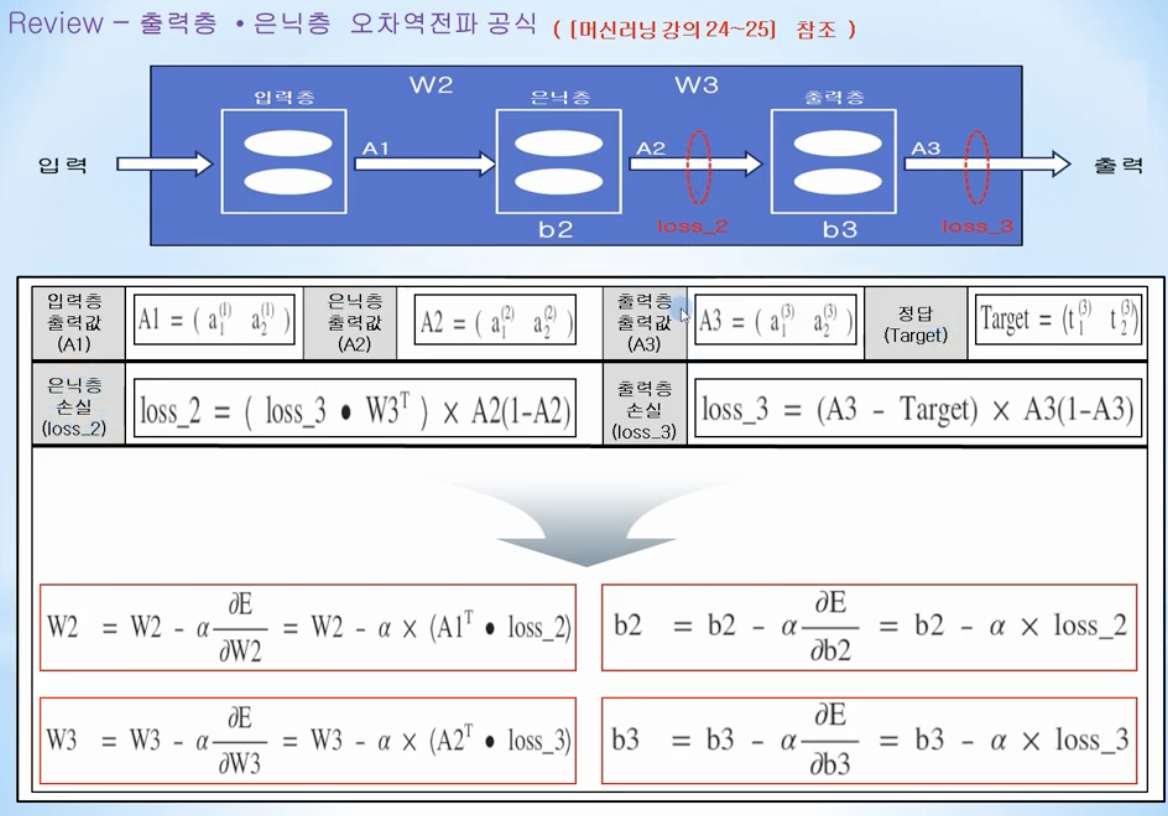 Review - 출력층 • 은닉층 오차역전파 공식 ( [머신러닝 강의 24~25] 참조 )
W2 W3
입력층 은닉층 출력층
A1 A2 A3
입력 출력
loss_2 loss_3
b2 b3
입력층 출력값 (A1)
A1 = ( a₁⁽¹⁾ a₂⁽¹⁾ )
은닉층 출력값 (A2)
A2 = ( a₁⁽²⁾ a₂⁽²⁾ )
출력층 출력값 (A3)
A3 = ( a₁⁽³⁾ a₂⁽³⁾ )
정답 (Target)
Target = (t₁⁽³⁾ t₂⁽³⁾)
은닉층 손실 (loss_2)
loss_2 = ( loss_3 • W3ᵀ ) × A2(1-A2)
출력층 손실 (loss_3)
loss_3 = (A3 - Target) × A3(1-A3)
W2 = W2 - α ∂E/∂W2 = W2 - α × (A1ᵀ • loss_2)
b2 = b2 - α ∂E/∂b2 = b2 - α × loss_2
W3 = W3 - α ∂E/∂W3 = W3 - α × (A2ᵀ • loss_3)
b3 = b3 - α ∂E/∂b3 = b3 - α × loss_3